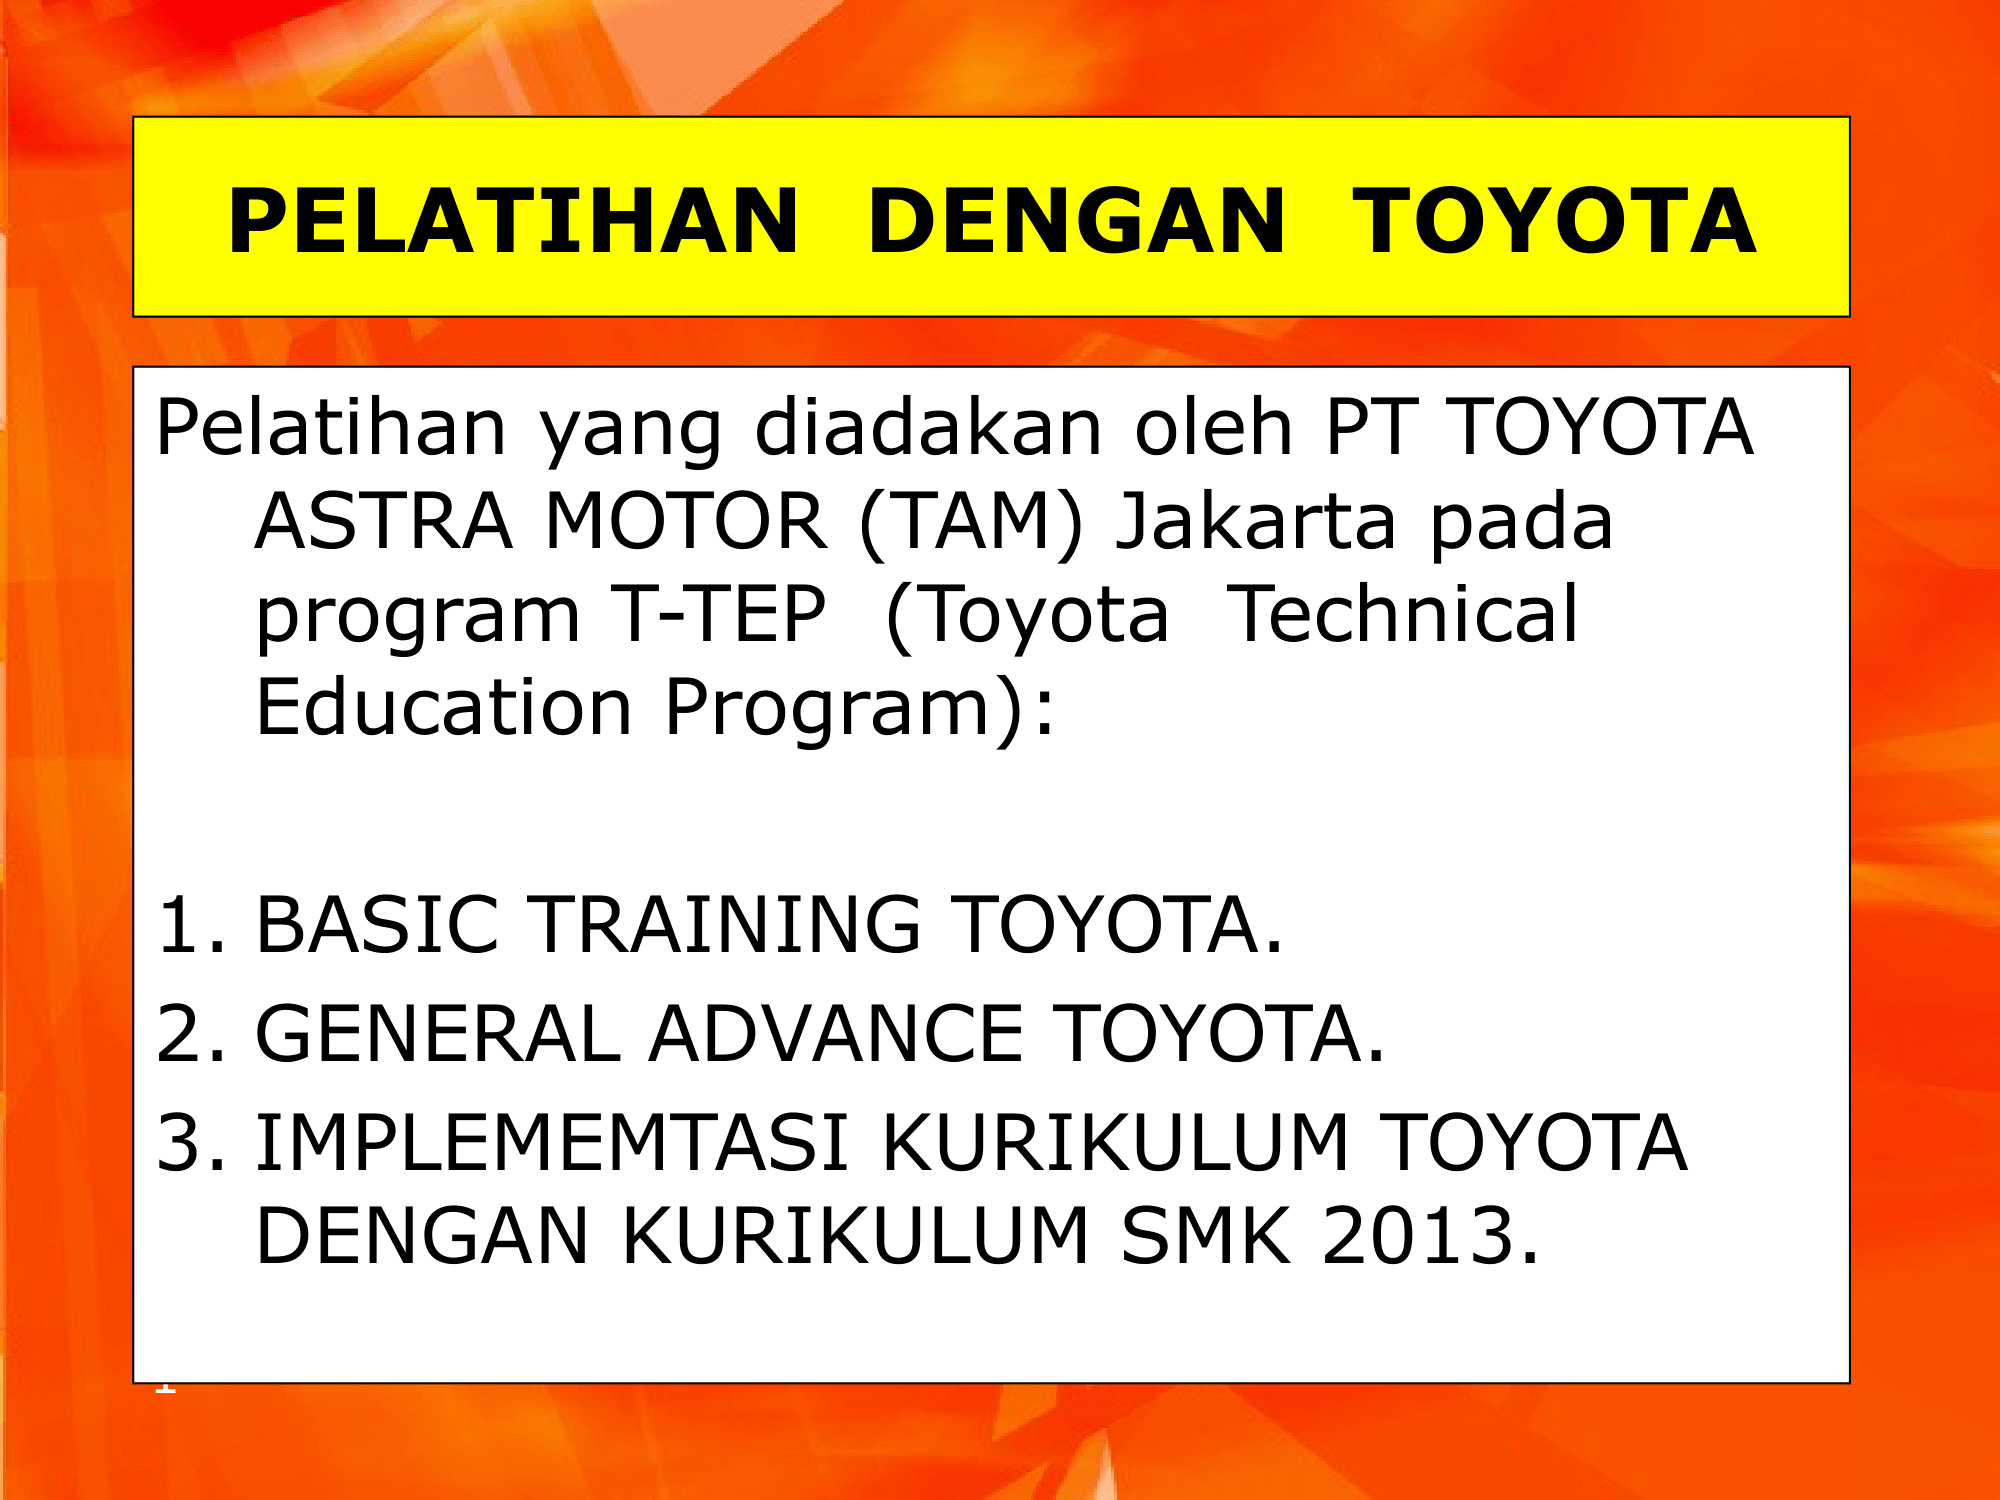 PELATIHAN DENGAN TOYOTA
Pelatihan yang diadakan oleh PT TOYOTA
ASTRA MOTOR (TAM) Jakarta pada
program T-TEP (Toyota Technical
Education Program):
1. BASIC TRAINING TOYOTA.
2. GENERAL ADVANCE TOYOTA.
3. IMPLEMEMTASI KURIKULUM TOYOTA
DENGAN KURIKULUM SMK 2013.